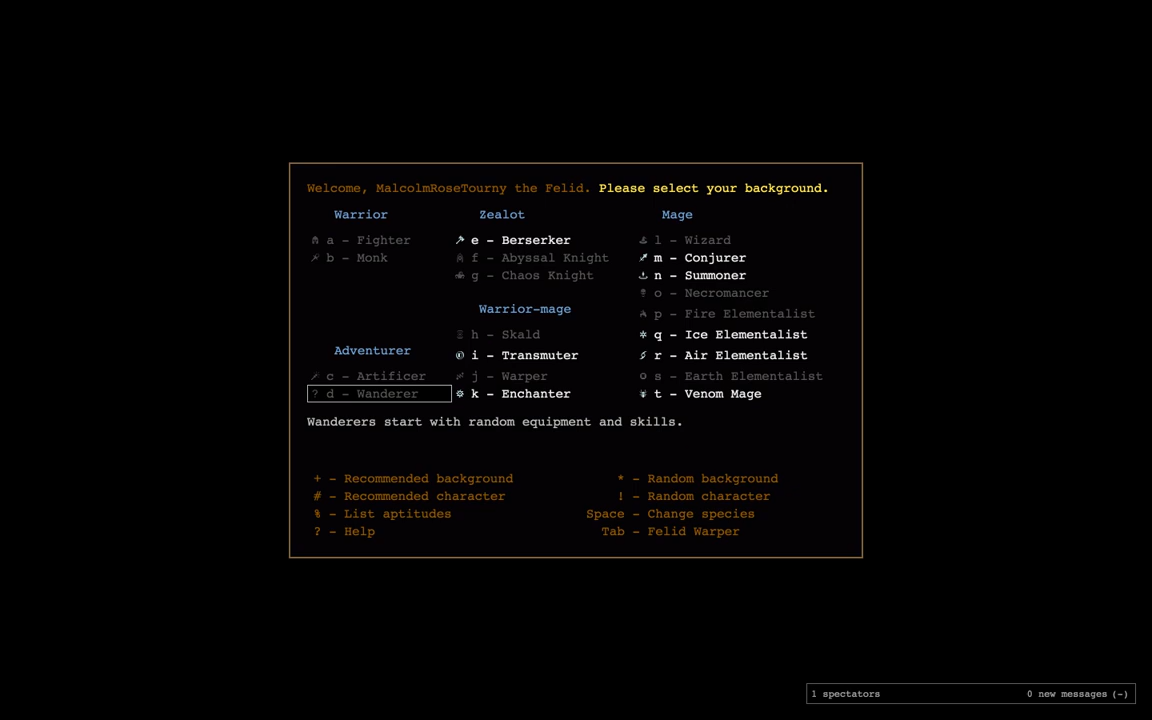 Welcome, MalcolmRoseTourny the Felid. Please select your background.
Warrior
a - Fighter
b - Monk
Adventurer
c - Artificer
? d - Wanderer
Zealot
e - Berserker
f - Abyssal Knight
g - Chaos Knight
Warrior-mage
h - Skald
i - Transmuter
j - Warper
k - Enchanter
Mage
l - Wizard
m - Conjurer
n - Summoner
o - Necromancer
p - Fire Elementalist
q - Ice Elementalist
r - Air Elementalist
s - Earth Elementalist
t - Venom Mage
Wanderers start with random equipment and skills.
+ - Recommended background
# - Recommended character
% - List aptitudes
? - Help
* - Random background
! - Random character
Space - Change species
Tab - Felid Warper
1 spectators
0 new messages (-)